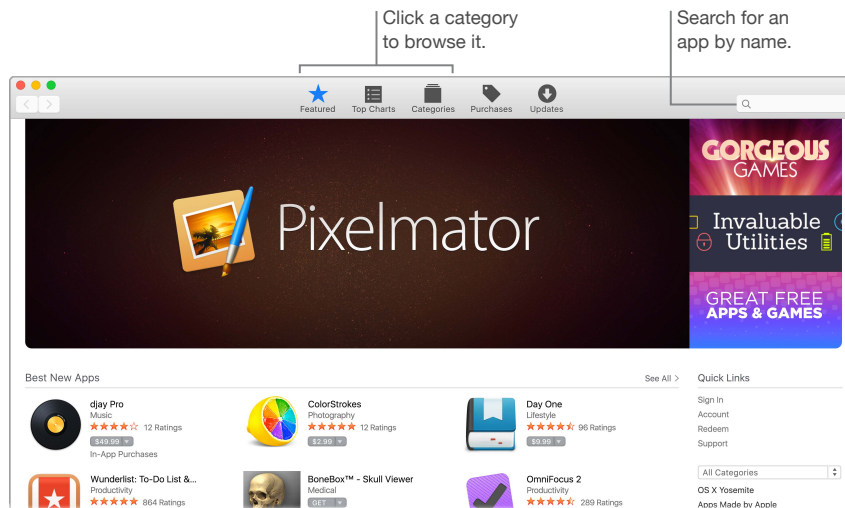 Click a category
to browse it.
Search for an
app by name.
Featured
Top Charts
Categories
Purchases
Updates
Pixelmator
GORGEOUS
GAMES
Invaluable
Utilities
GREAT FREE
APPS & GAMES
Best New Apps
See All >
djay Pro
Music
12 Ratings
$49.99
In-App Purchases
ColorStrokes
Photography
12 Ratings
$2.99
Day One
Lifestyle
96 Ratings
$9.99
Wunderlist: To-Do List &...
Productivity
864 Ratings
BoneBox™ - Skull Viewer
Medical
GET
OmniFocus 2
Productivity
289 Ratings
Quick Links
Sign In
Account
Redeem
Support
All Categories
OS X Yosemite
Apps Made by Apple